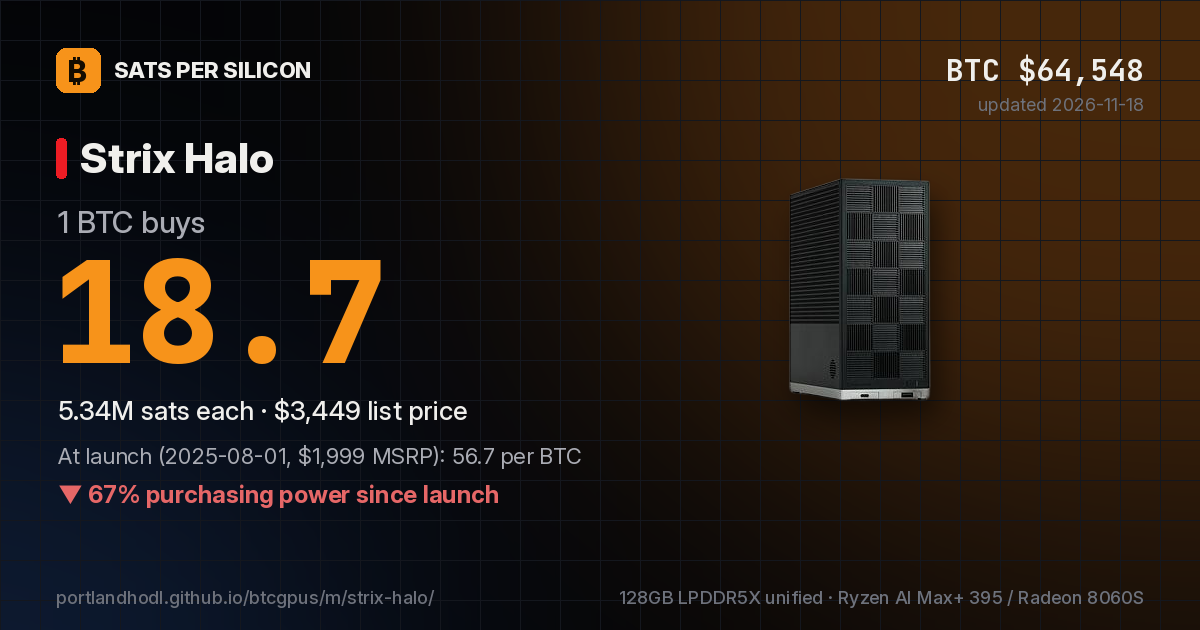 ₿ SATS PER SILICON
BTC $64,548
updated 2026-11-18
Strix Halo
1 BTC buys
18.7
5.34M sats each · $3,449 list price
At launch (2025-08-01, $1,999 MSRP): 56.7 per BTC
▼ 67% purchasing power since launch
portlandhodl.github.io/btcgpus/m/strix-halo/
128GB LPDDR5X unified · Ryzen AI Max+ 395 / Radeon 8060S